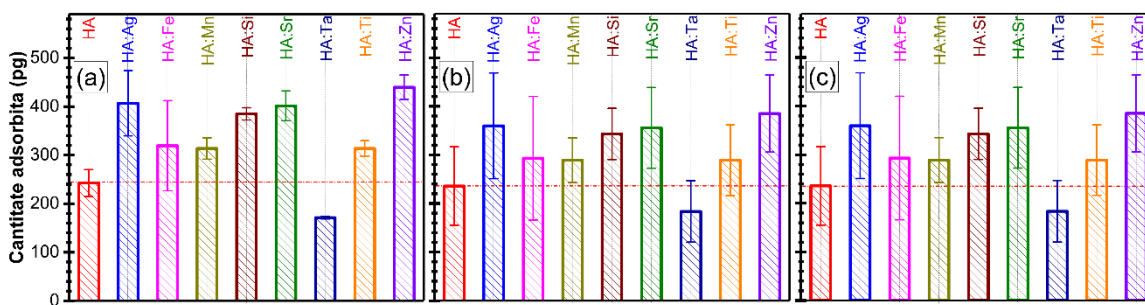 Cantitate adsorbita (pg)
500
400
300
200
100
0
(a)
HA
HA:Ag
HA:Fe
HA:Mn
HA:Si
HA:Sr
HA:Ta
HA:Ti
HA:Zn
(b)
HA
HA:Ag
HA:Fe
HA:Mn
HA:Si
HA:Sr
HA:Ta
HA:Ti
HA:Zn
(c)
HA
HA:Ag
HA:Fe
HA:Mn
HA:Si
HA:Sr
HA:Ta
HA:Ti
HA:Zn